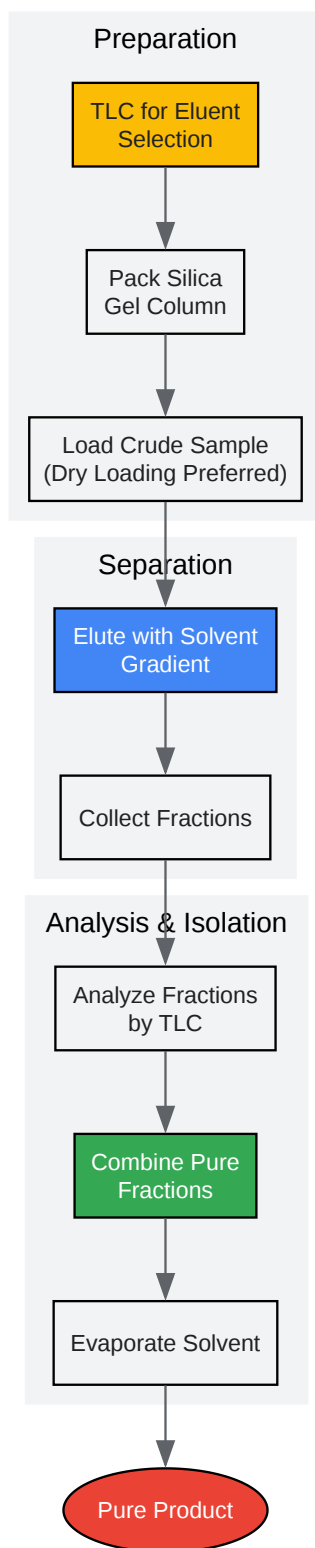 Preparation
TLC for Eluent
Selection
Pack Silica
Gel Column
Load Crude Sample
(Dry Loading Preferred)
Separation
Elute with Solvent
Gradient
Collect Fractions
Analysis & Isolation
Analyze Fractions
by TLC
Combine Pure
Fractions
Evaporate Solvent
Pure Product